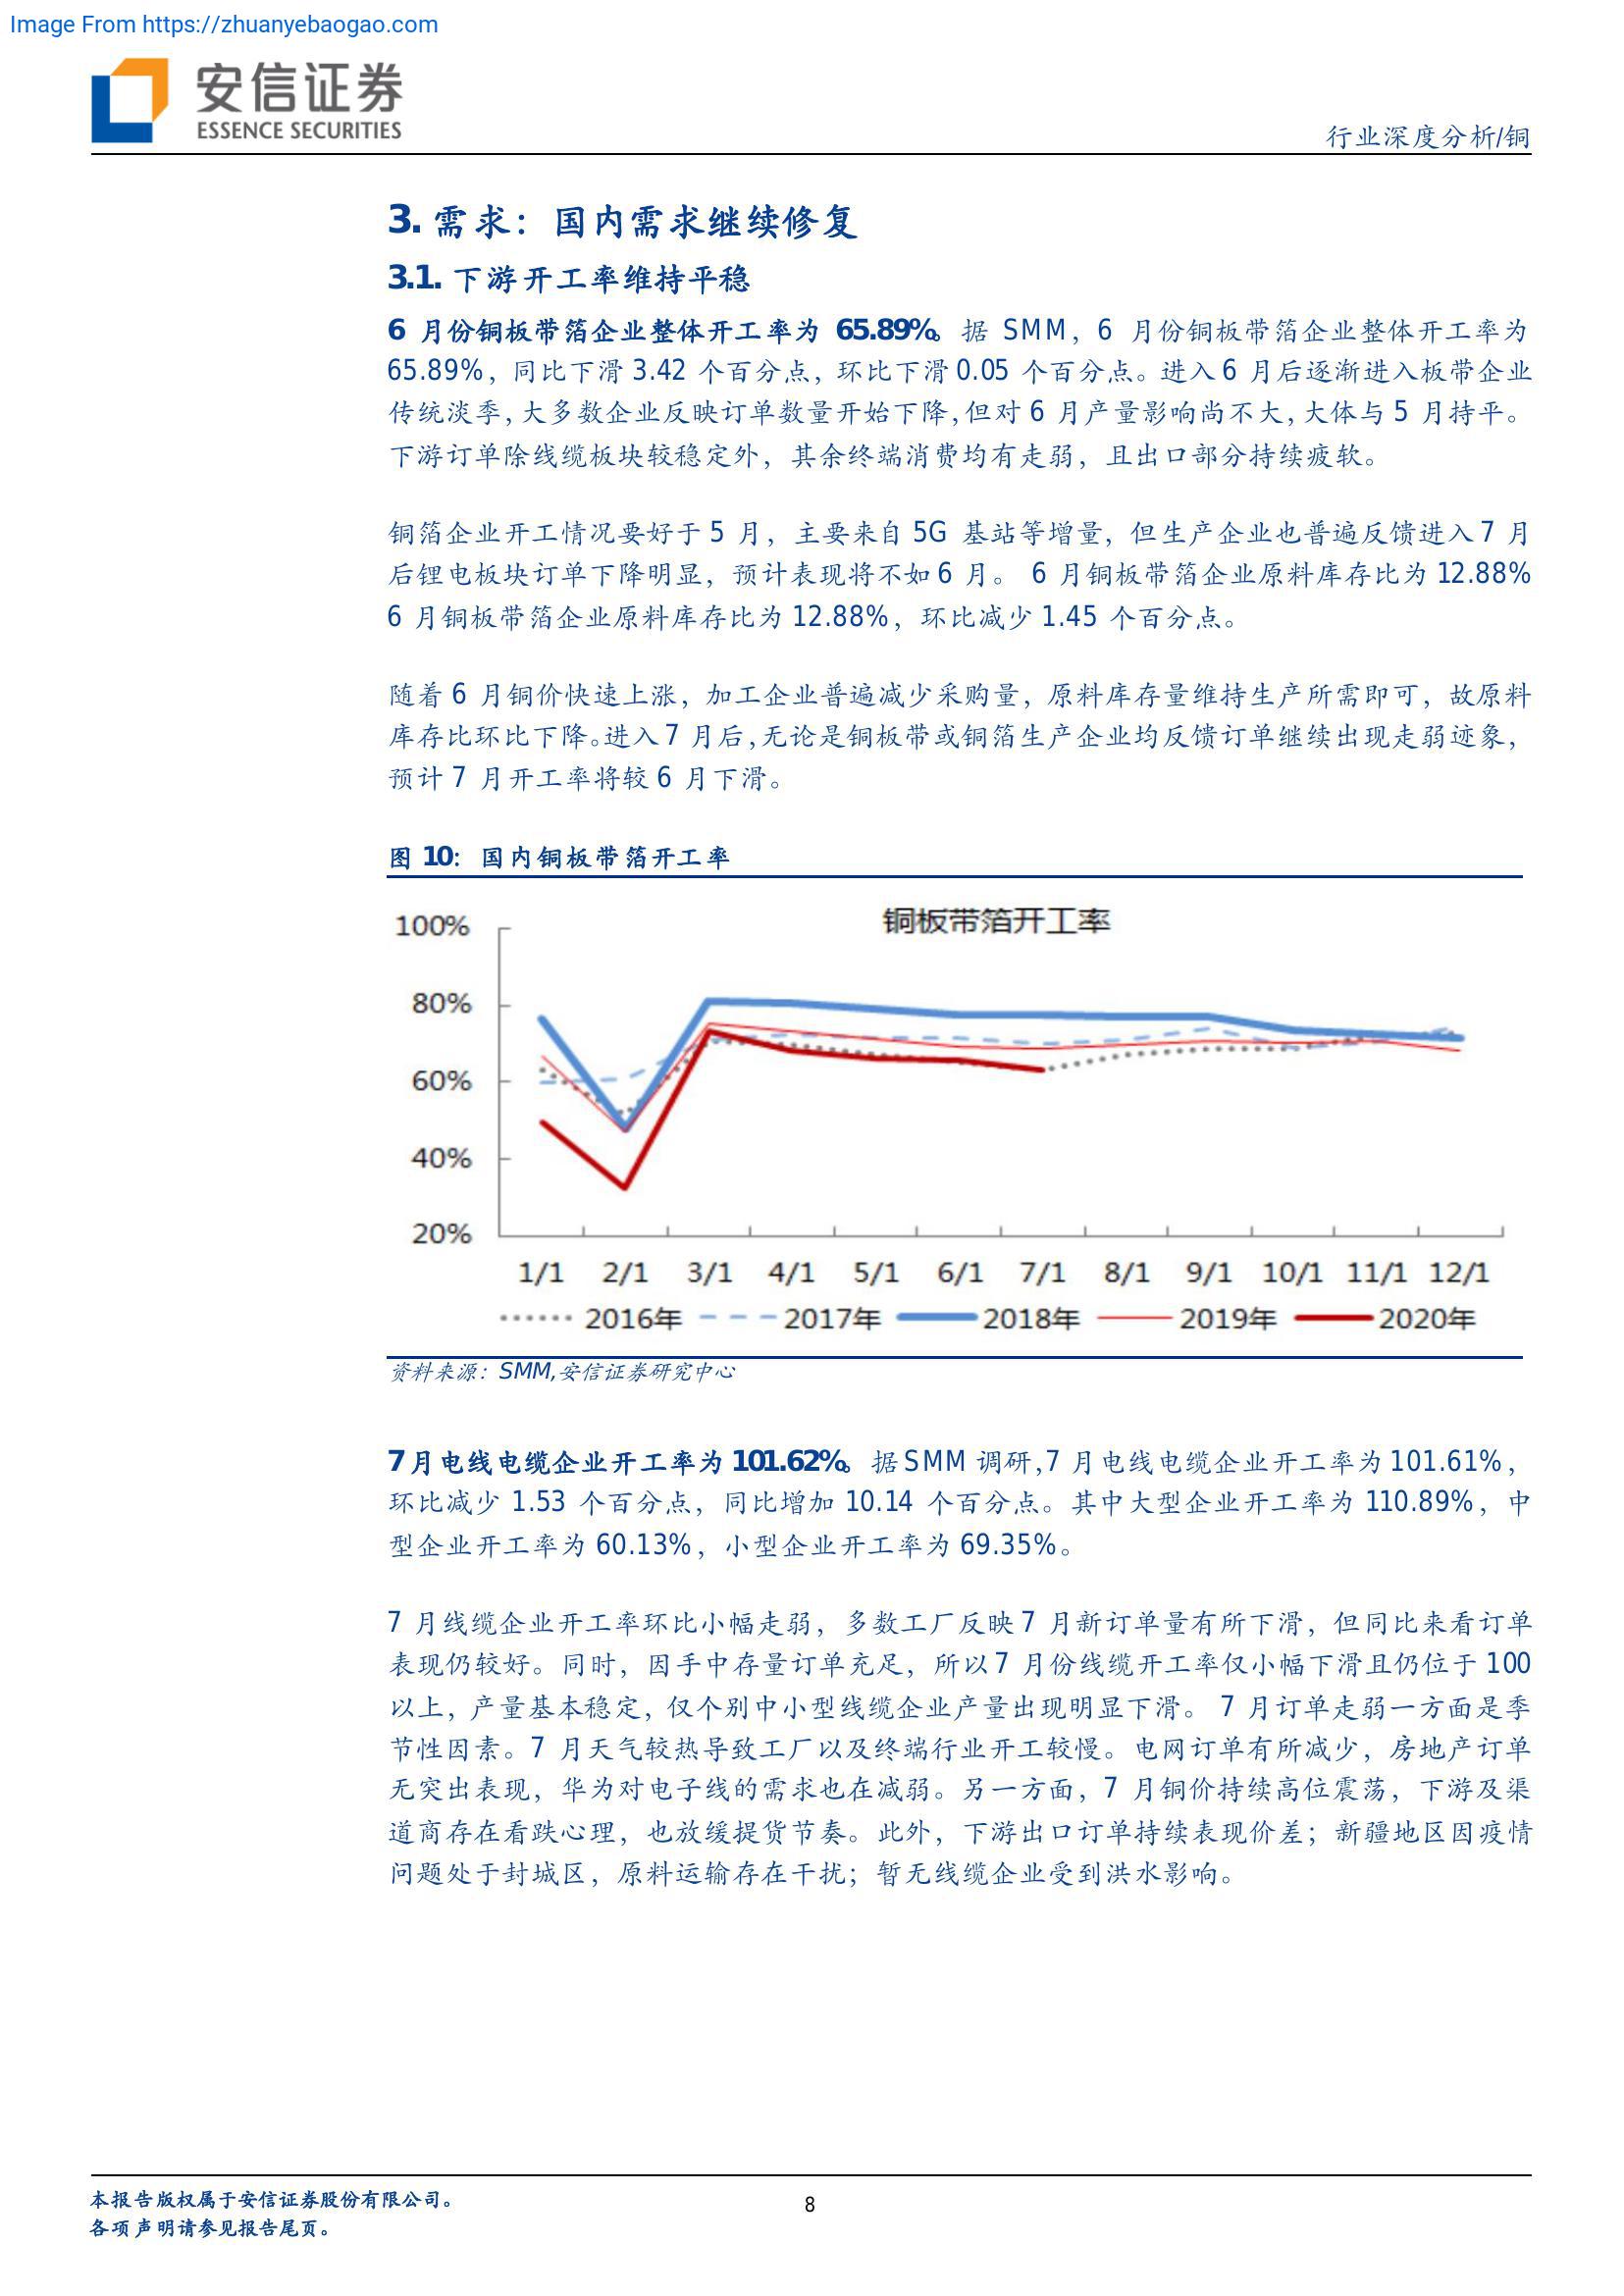 Image From https://zhuanyebaogao.com
安信证券
ESSENCE SECURITIES
行业深度分析/铜
3. 需求：国内需求继续修复
3.1. 下游开工率维持平稳
6 月份铜板带箔企业整体开工率为 65.89%。据 SMM，6 月份铜板带箔企业整体开工率为
65.89%，同比下滑 3.42 个百分点，环比下滑 0.05 个百分点。进入 6 月后逐渐进入板带企业
传统淡季,大多数企业反映订单数量开始下降,但对 6 月产量影响尚不大,大体与 5 月持平。
下游订单除线缆板块较稳定外，其余终端消费均有走弱，且出口部分持续疲软。
铜箔企业开工情况要好于 5 月，主要来自 5G 基站等增量，但生产企业也普遍反馈进入 7 月
后锂电板块订单下降明显，预计表现将不如 6 月。 6 月铜板带箔企业原料库存比为 12.88%
6 月铜板带箔企业原料库存比为 12.88%，环比减少 1.45 个百分点。
随着 6 月铜价快速上涨，加工企业普遍减少采购量，原料库存量维持生产所需即可，故原料
库存比环比下降。进入 7 月后,无论是铜板带或铜箔生产企业均反馈订单继续出现走弱迹象，
预计 7 月开工率将较 6 月下滑。
图 10：国内铜板带箔开工率
铜板带箔开工率
100%
80%
60%
40%
20%
1/1 2/1 3/1 4/1 5/1 6/1 7/1 8/1 9/1 10/1 11/1 12/1
2016年 2017年 2018年 2019年 2020年
资料来源：SMM,安信证券研究中心
7 月电线电缆企业开工率为 101.62%。据 SMM 调研,7 月电线电缆企业开工率为 101.61%，
环比减少 1.53 个百分点，同比增加 10.14 个百分点。其中大型企业开工率为 110.89%，中
型企业开工率为 60.13%，小型企业开工率为 69.35%。
7 月线缆企业开工率环比小幅走弱，多数工厂反映 7 月新订单量有所下滑，但同比来看订单
表现仍较好。同时，因手中存量订单充足，所以 7 月份线缆开工率仅小幅下滑且仍位于 100
以上，产量基本稳定，仅个别中小型线缆企业产量出现明显下滑。 7 月订单走弱一方面是季
节性因素。7 月天气较热导致工厂以及终端行业开工较慢。电网订单有所减少，房地产订单
无突出表现，华为对电子线的需求也在减弱。另一方面，7 月铜价持续高位震荡，下游及渠
道商存在看跌心理，也放缓提货节奏。此外，下游出口订单持续表现价差；新疆地区因疫情
问题处于封城区，原料运输存在干扰；暂无线缆企业受到洪水影响。
本报告版权属于安信证券股份有限公司。
各项声明请参见报告尾页。
8